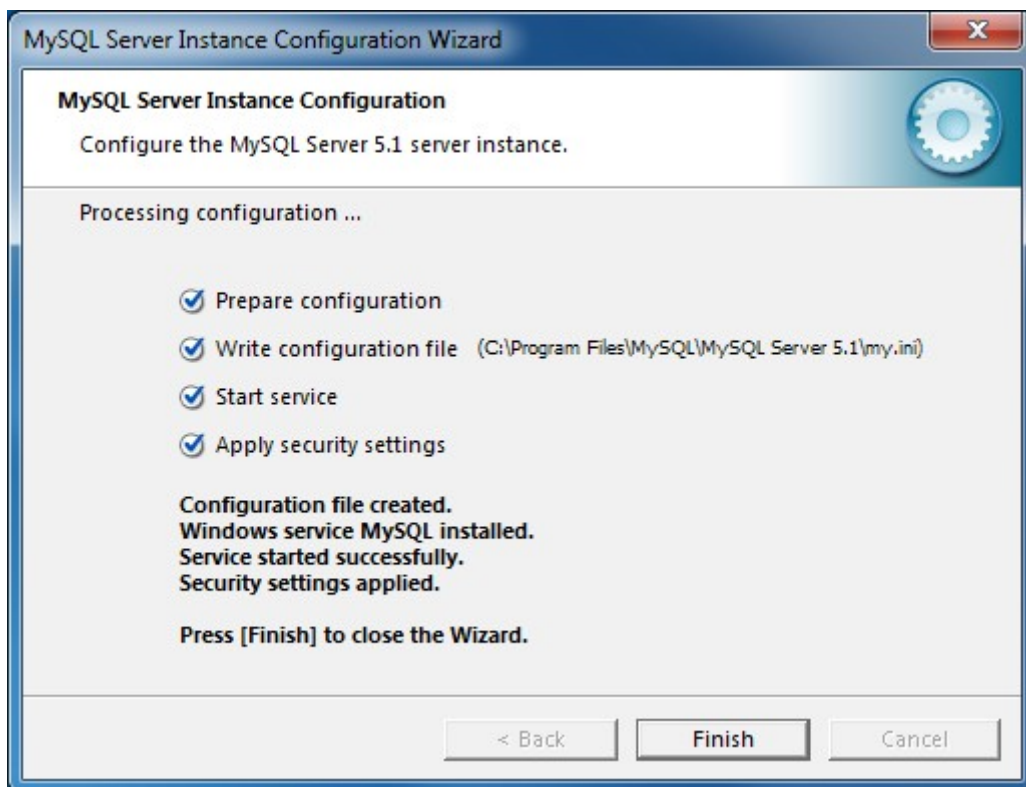 MySQL Server Instance Configuration Wizard
MySQL Server Instance Configuration
Configure the MySQL Server 5.1 server instance.
Processing configuration ...
Prepare configuration
Write configuration file (C:\Program Files\MySQL\MySQL Server 5.1\my.ini)
Start service
Apply security settings
Configuration file created.
Windows service MySQL installed.
Service started successfully.
Security settings applied.
Press [Finish] to close the Wizard.
< Back Finish Cancel